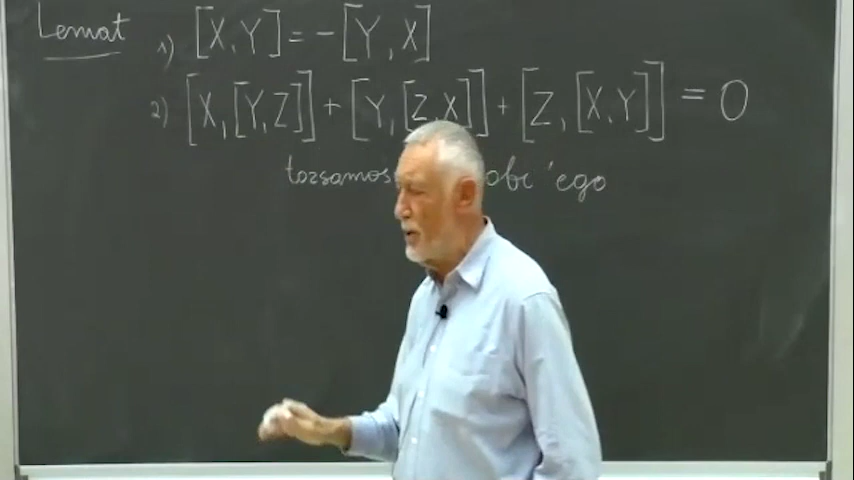 Lemat 1) [X,Y] = -[Y,X]
2) [X,[Y,Z]] + [Y,[Z,X]] + [Z,[X,Y]] = 0